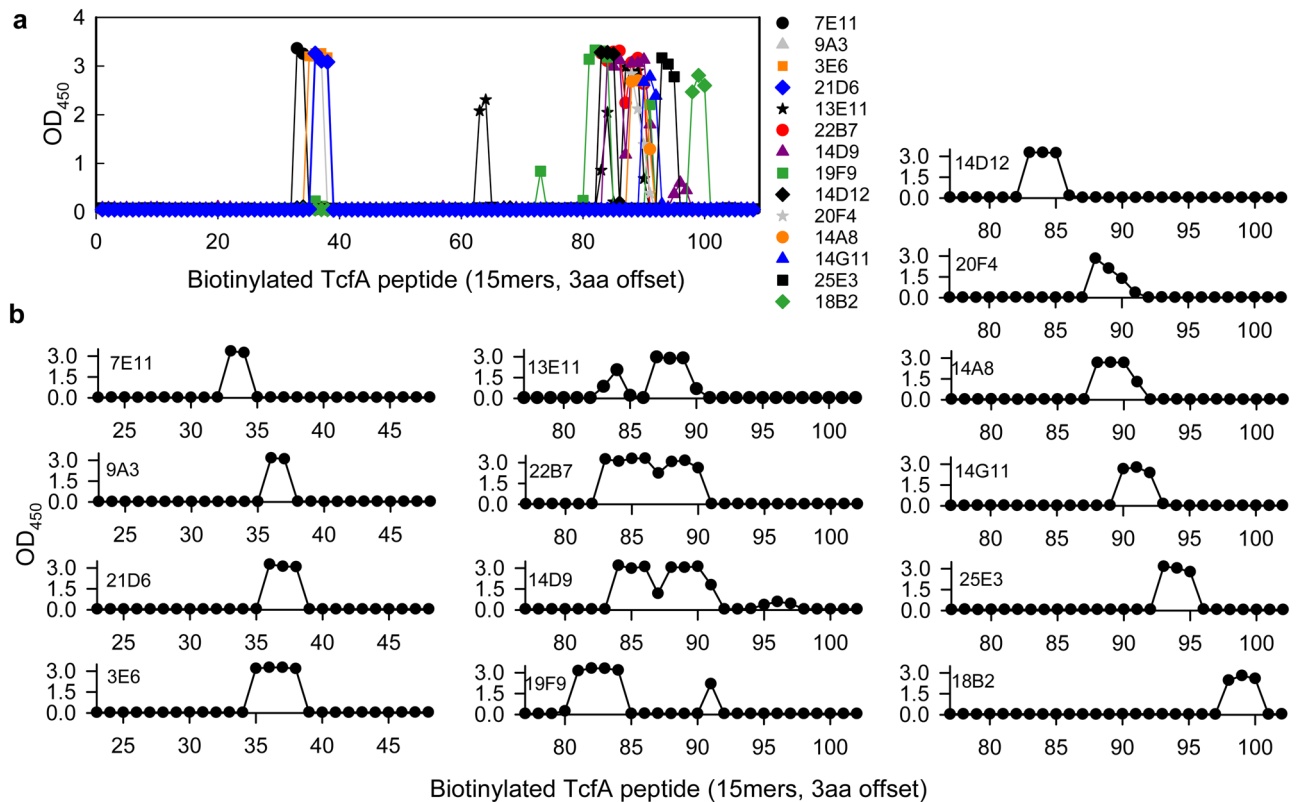 a
4
3
2
1
0
OD450
0 20 40 60 80 100
Biotinylated TcfA peptide (15mers, 3aa offset)
7E11
9A3
3E6
21D6
13E11
22B7
14D9
19F9
14D12
20F4
14A8
14G11
25E3
18B2
b
OD450
7E11
3.0
1.5
0.0
25 30 35 40 45
9A3
3.0
1.5
0.0
25 30 35 40 45
21D6
3.0
1.5
0.0
25 30 35 40 45
3E6
3.0
1.5
0.0
25 30 35 40 45
13E11
3.0
1.5
0.0
80 85 90 95 100
22B7
3.0
1.5
0.0
80 85 90 95 100
14D9
3.0
1.5
0.0
80 85 90 95 100
19F9
3.0
1.5
0.0
80 85 90 95 100
14D12
3.0
1.5
0.0
80 85 90 95 100
20F4
3.0
1.5
0.0
80 85 90 95 100
14A8
3.0
1.5
0.0
80 85 90 95 100
14G11
3.0
1.5
0.0
80 85 90 95 100
25E3
3.0
1.5
0.0
80 85 90 95 100
18B2
3.0
1.5
0.0
80 85 90 95 100
Biotinylated TcfA peptide (15mers, 3aa offset)